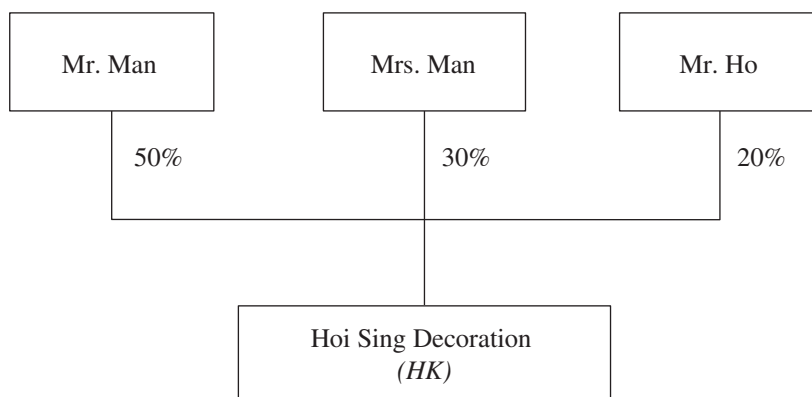 Mr. Man
Mrs. Man
Mr. Ho
50%
30%
20%
Hoi Sing Decoration
(HK)